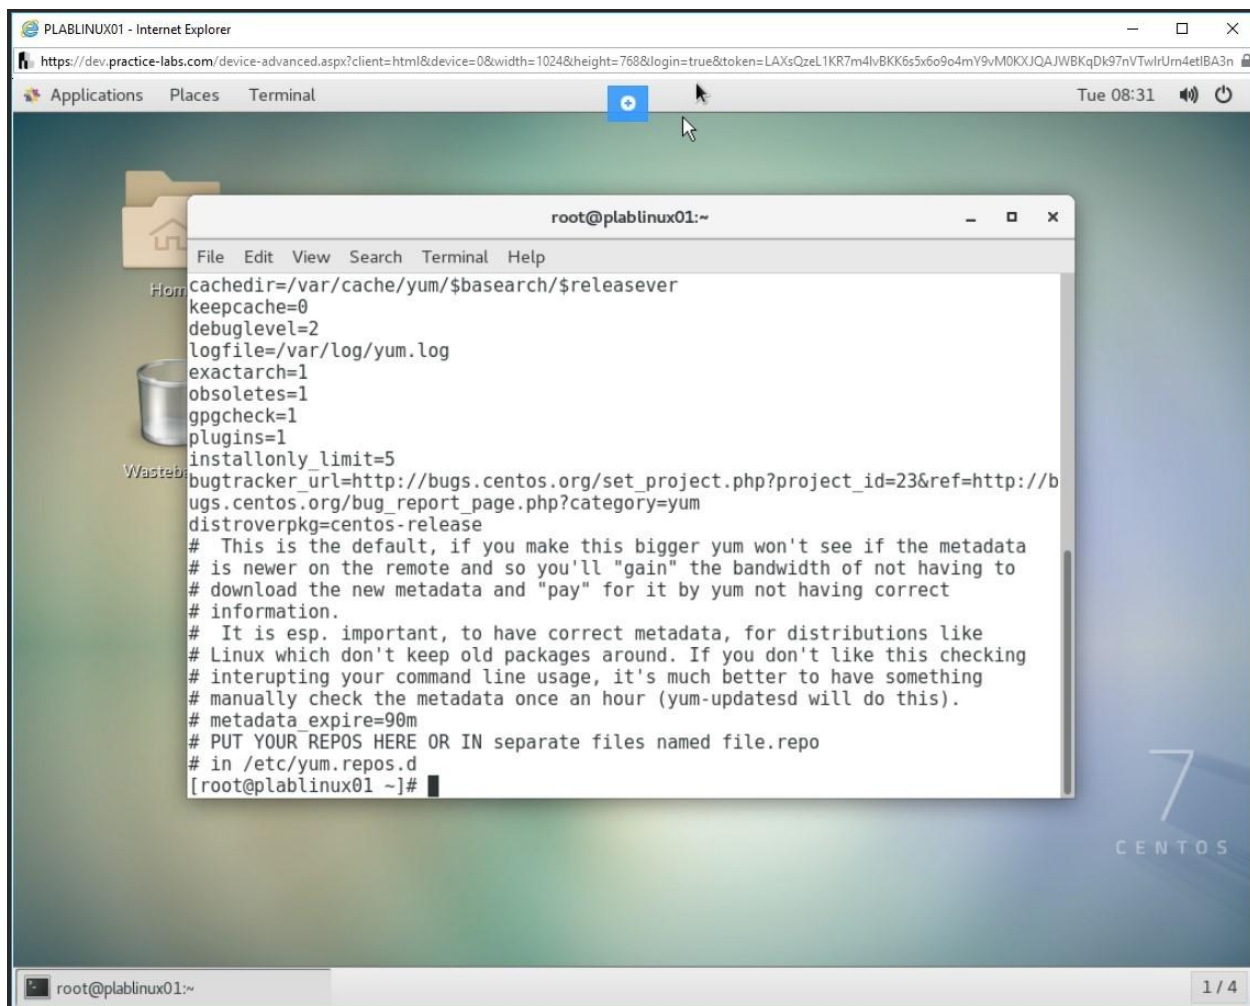 PLABLINUX01 - Internet Explorer
https://dev.practice-labs.com/device-advanced.aspx?client=html&device=0&width=1024&height=768&login=true&token=
Applications Places Terminal Tue 08:31
root@plablinux01:~
File Edit View Search Terminal Help
cachedir=/var/cache/yum/$basearch/$releasever
keepcache=0
debuglevel=2
logfile=/var/log/yum.log
exactarch=1
obsoletes=1
gpgcheck=1
plugins=1
installonly_limit=5
bugtracker_url=http://bugs.centos.org/set_project.php?project_id=23&ref=http://b
ugs.centos.org/bug_report_page.php?category=yum
distroverpkg=centos-release
#  This is the default, if you make this bigger yum won't see if the metadata
# is newer on the remote and so you'll "gain" the bandwidth of not having to
# download the new metadata and "pay" for it by yum not having correct
# information.
#  It is esp. important, to have correct metadata, for distributions like
# Linux which don't keep old packages around. If you don't like this checking
# interupting your command line usage, it's much better to have something
# manually check the metadata once an hour (yum-updatesd will do this).
# metadata_expire=90m
# PUT YOUR REPOS HERE OR IN separate files named file.repo
# in /etc/yum.repos.d
[root@plablinux01 ~]#
7
CENTOS
root@plablinux01:~
1 / 4